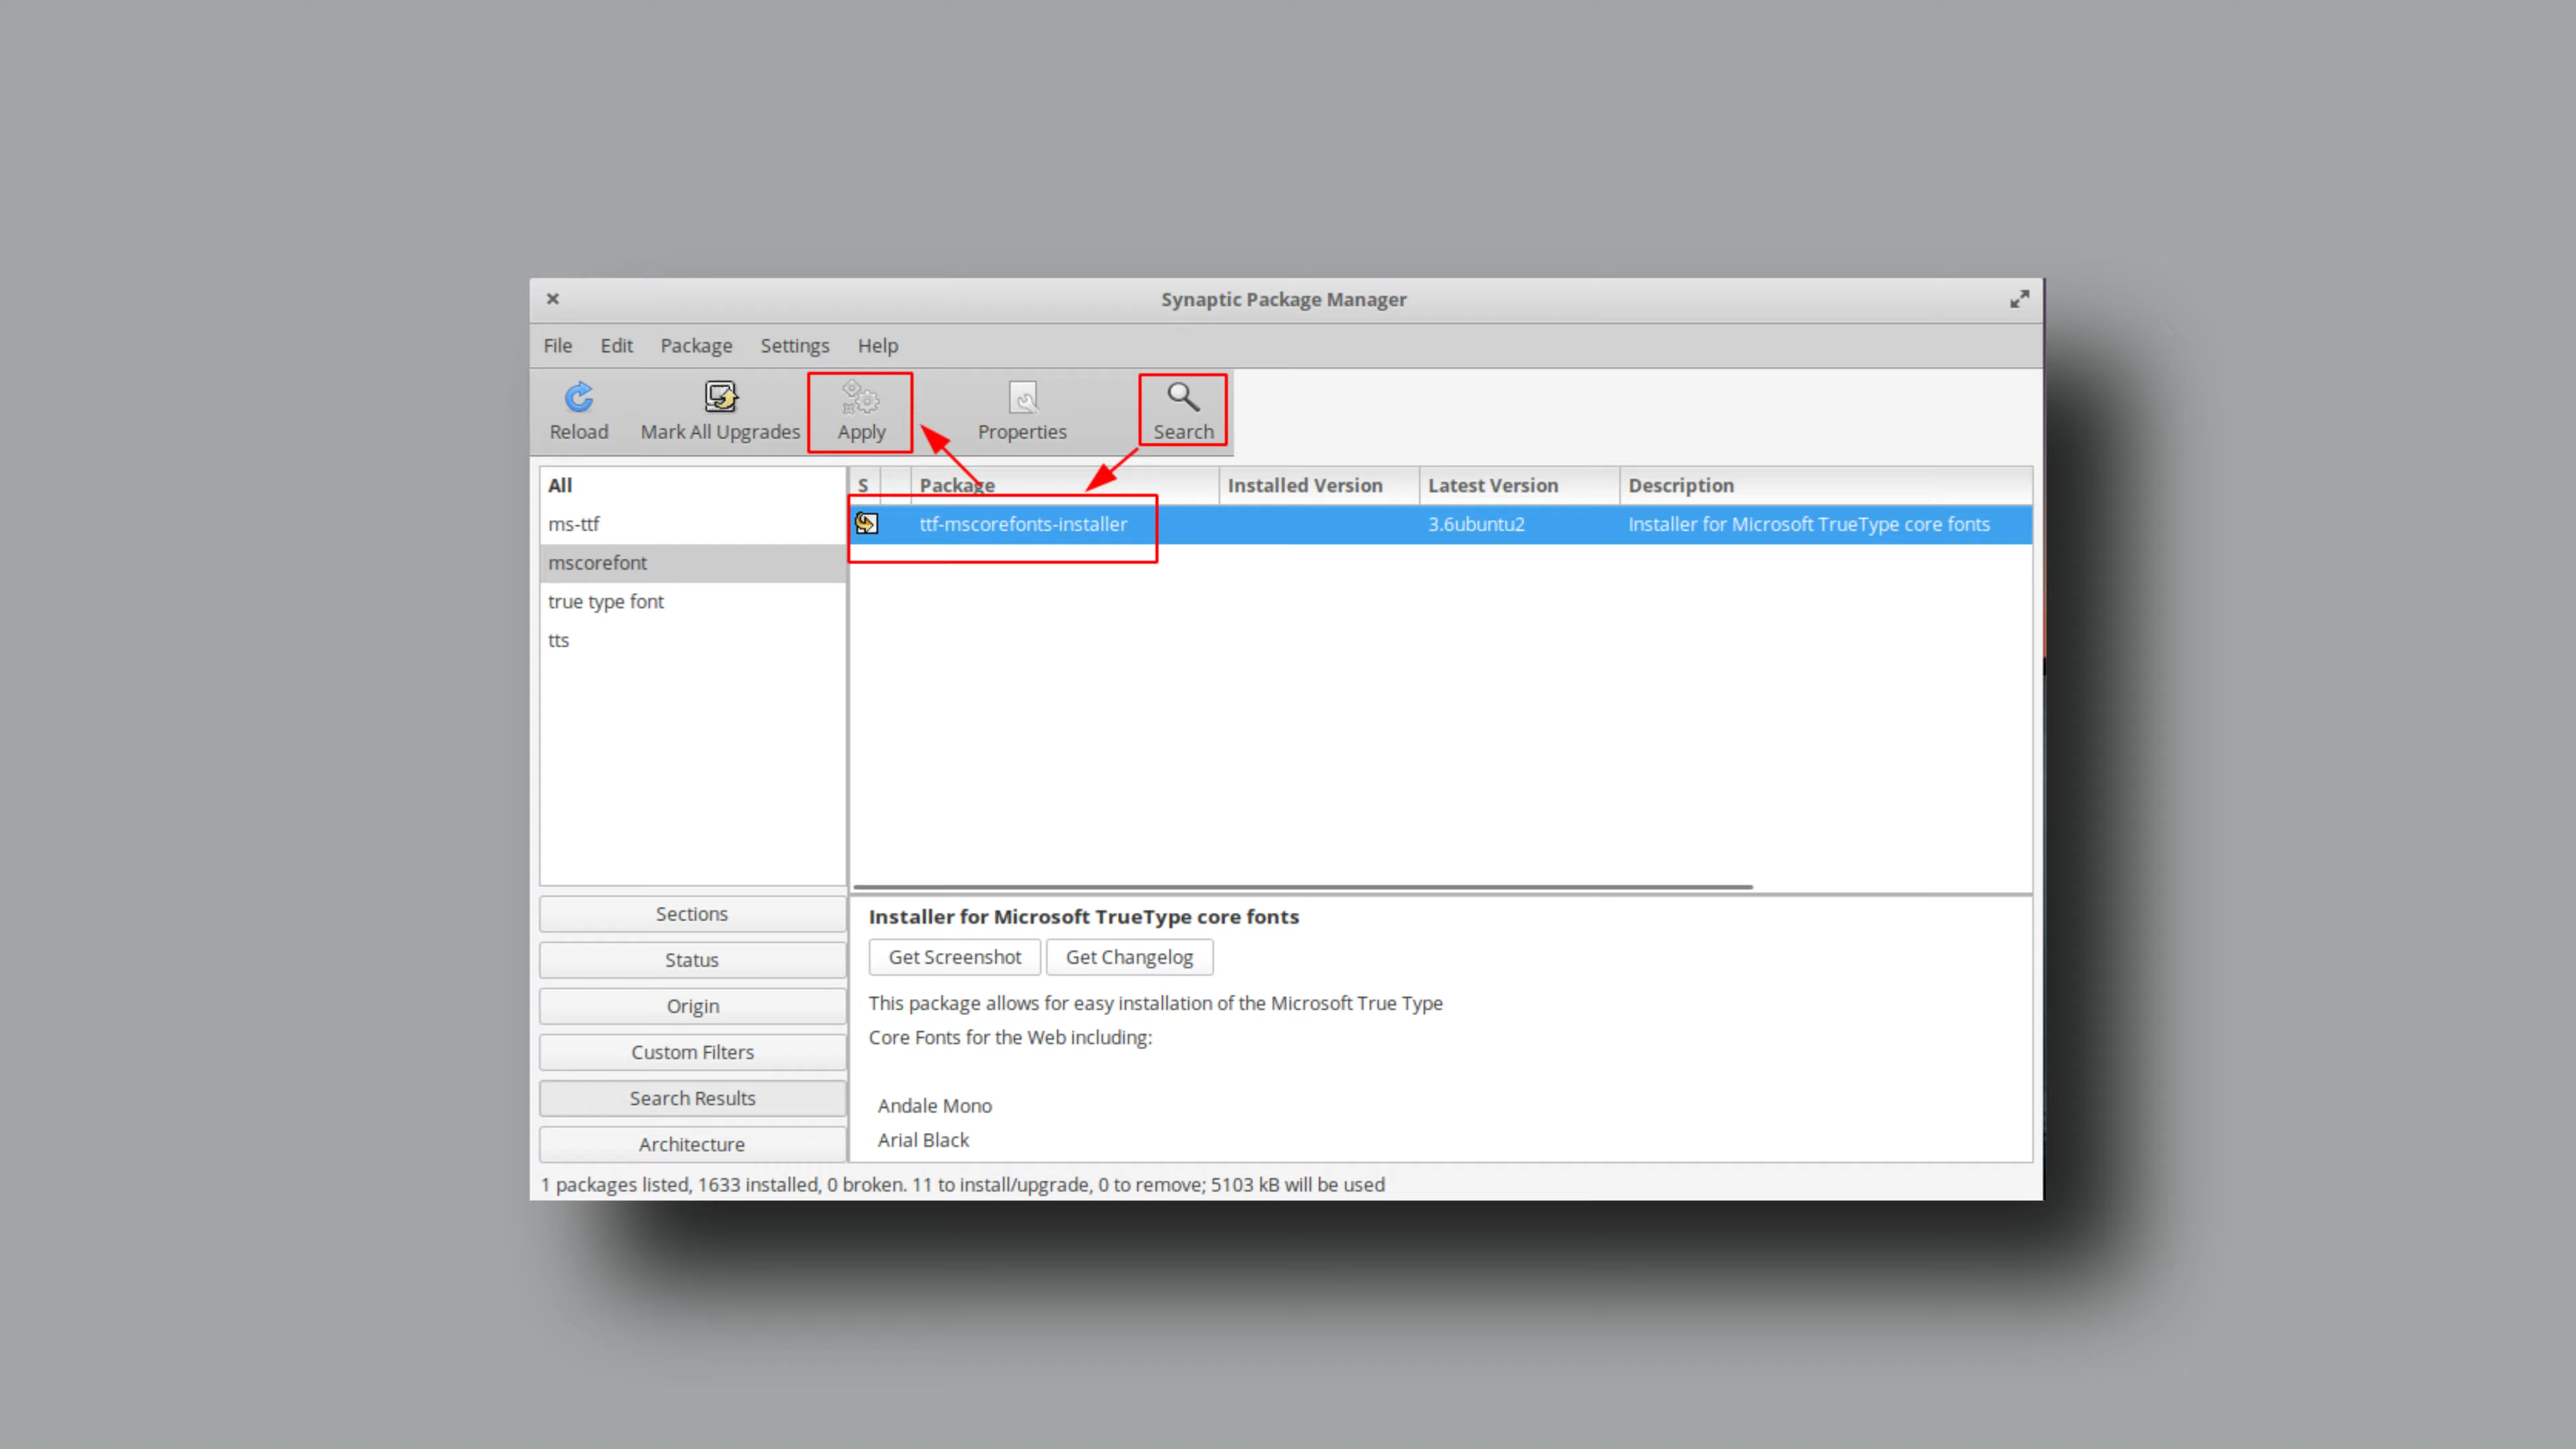 Synaptic Package Manager
File Edit Package Settings Help
Reload Mark All Upgrades Apply Properties Search
All
ms-ttf
mscorefont
true type font
tts
S Package Installed Version Latest Version Description
ttf-mscorefonts-installer 3.6ubuntu2 Installer for Microsoft TrueType core fonts
Sections
Status
Origin
Custom Filters
Search Results
Architecture
Installer for Microsoft TrueType core fonts
Get Screenshot Get Changelog
This package allows for easy installation of the Microsoft True Type
Core Fonts for the Web including:
Andale Mono
Arial Black
1 packages listed, 1633 installed, 0 broken. 11 to install/upgrade, 0 to remove; 5103 kB will be used